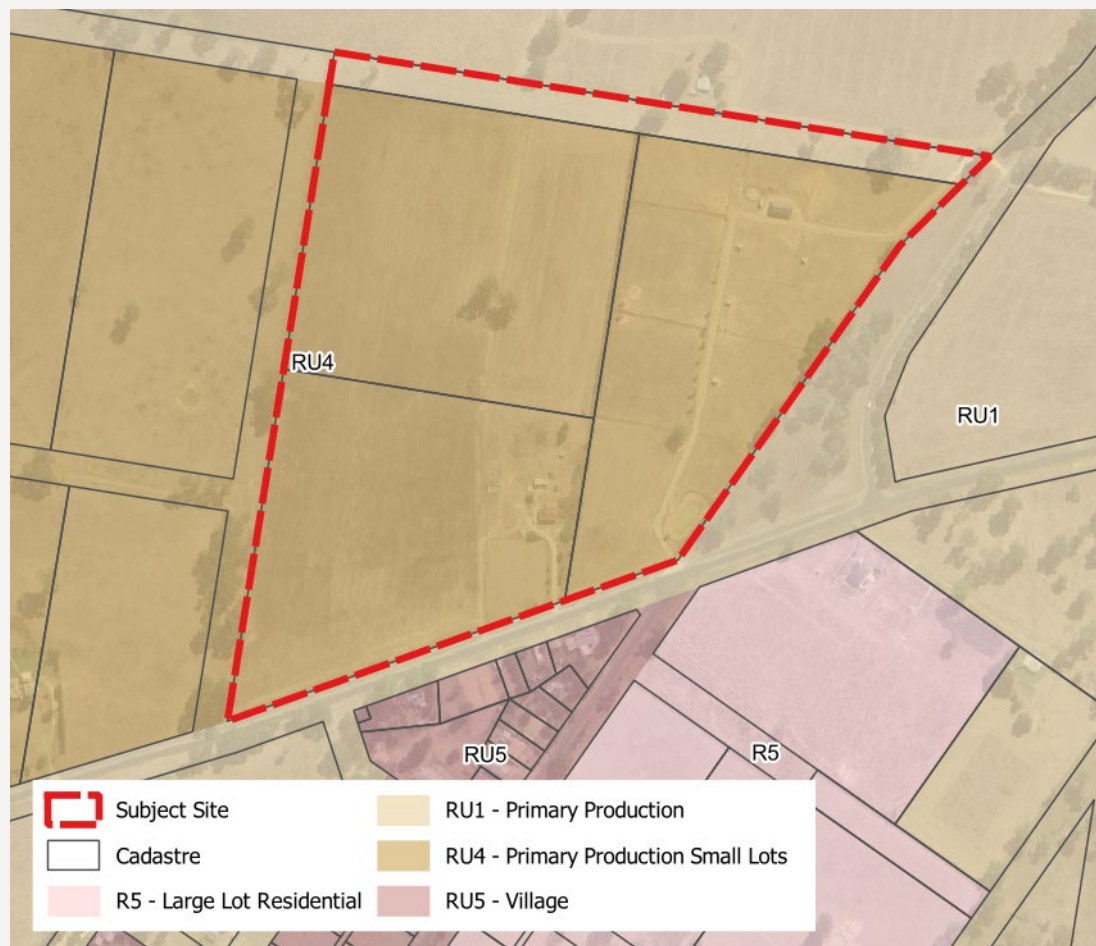 RU4
RU1
RU5
R5
Subject Site
Cadastre
R5 - Large Lot Residential
RU1 - Primary Production
RU4 - Primary Production Small Lots
RU5 - Village